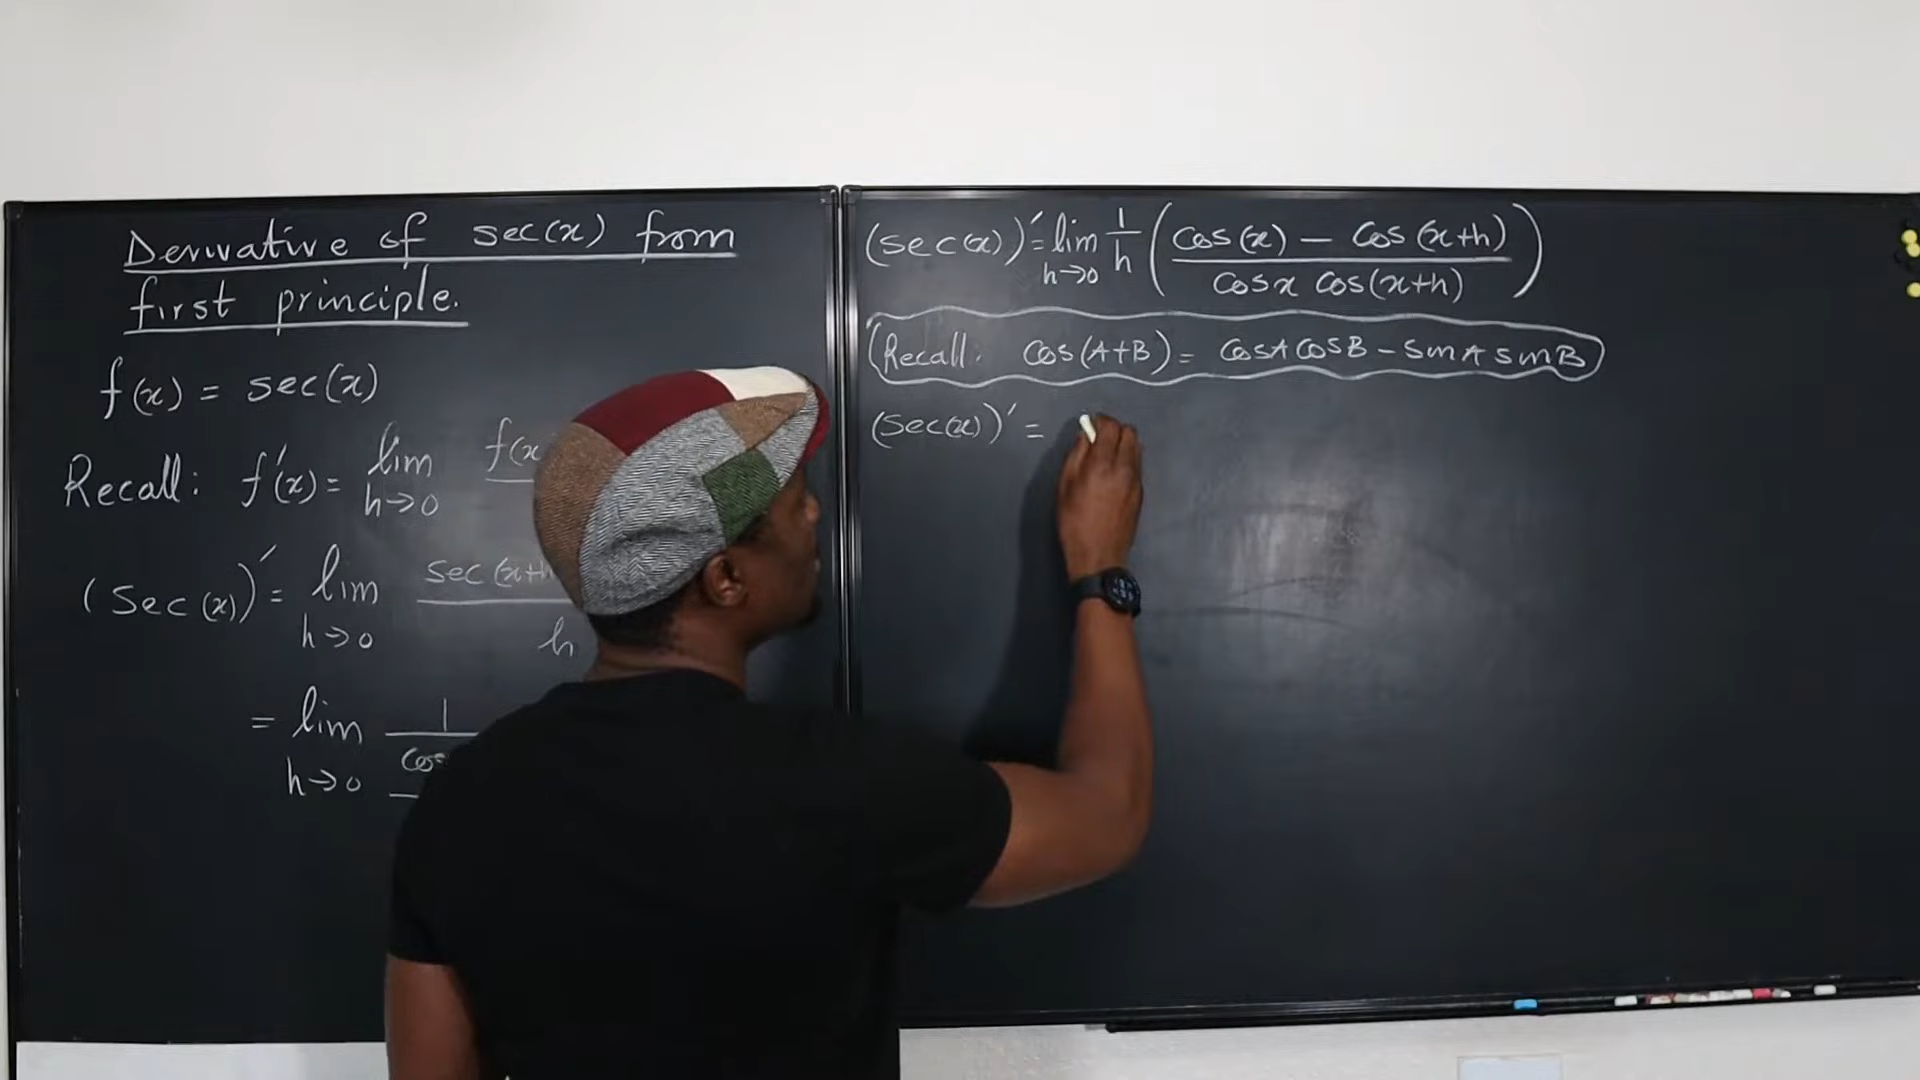 Derivative of sec(x) from
first principle.
f(x) = sec(x)
Recall: f'(x) = lim h→0 f(x
(sec(x))' = lim h→0 sec(x+h / h
= lim h→0 1 / cos
(sec(x))' = lim h→0 1/h ( cos(x) – cos(x+h) / cosx cos(x+h) )
Recall: cos(A+B) = cosA cosB – sinA sinB
(sec(x))' =